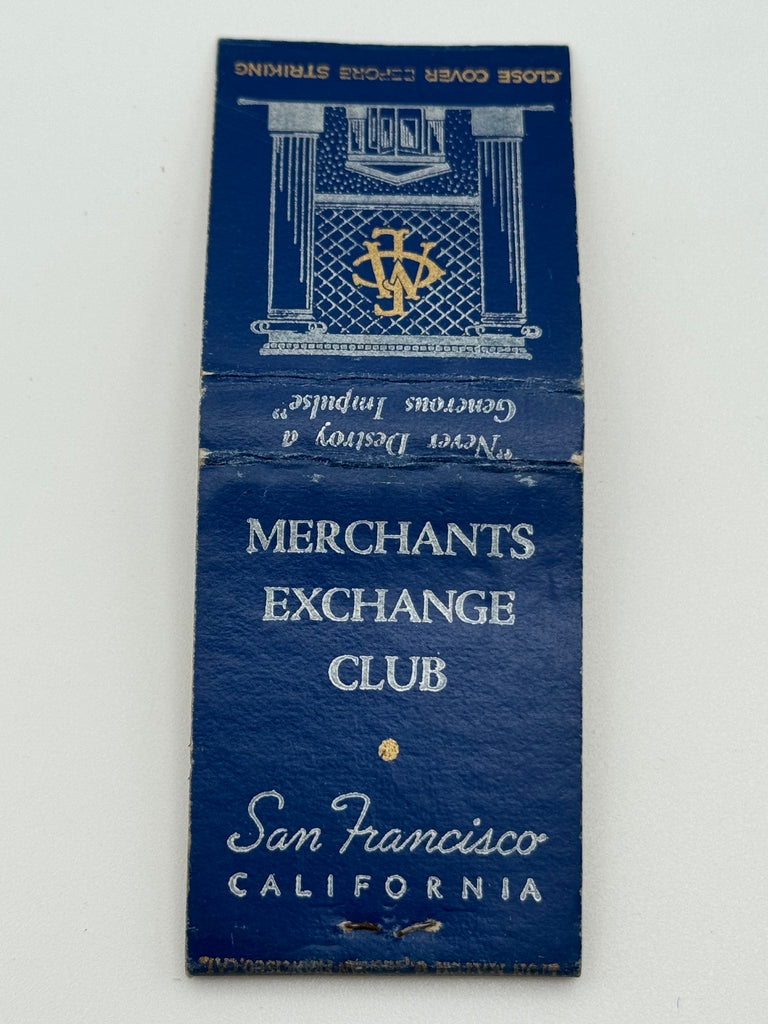 CLOSE COVER BEFORE STRIKING
"Never Destroy a
Generous Impulse"
MERCHANTS
EXCHANGE
CLUB
San Francisco
CALIFORNIA